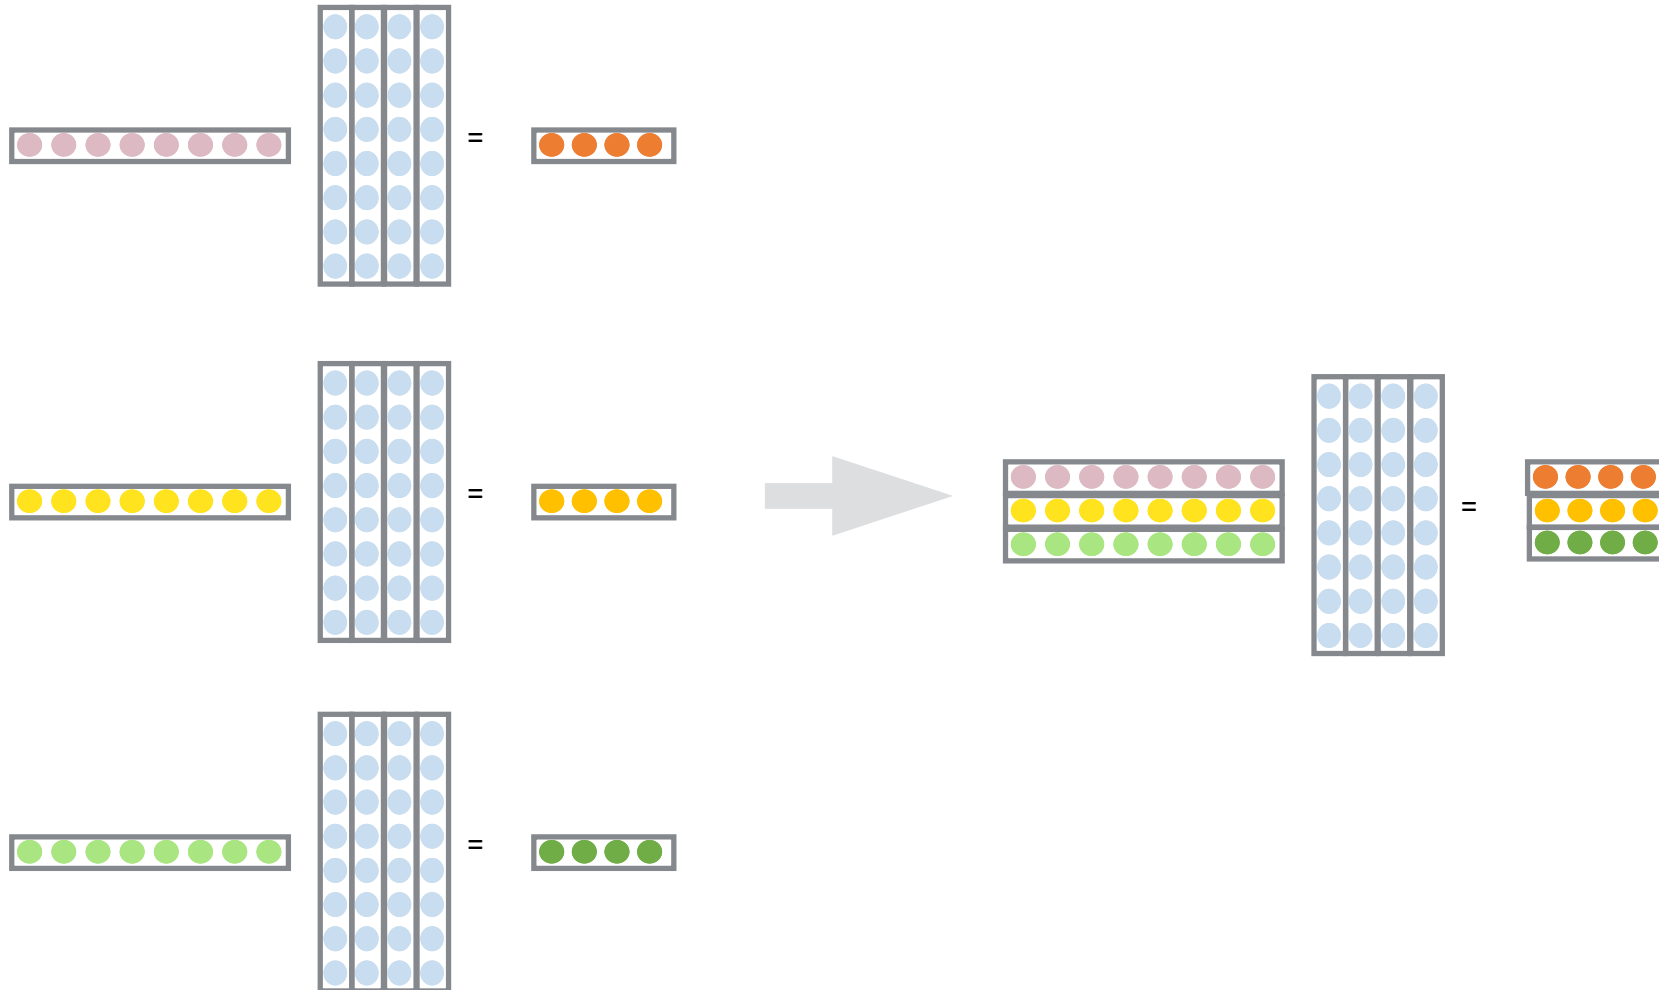 =
=
=
=